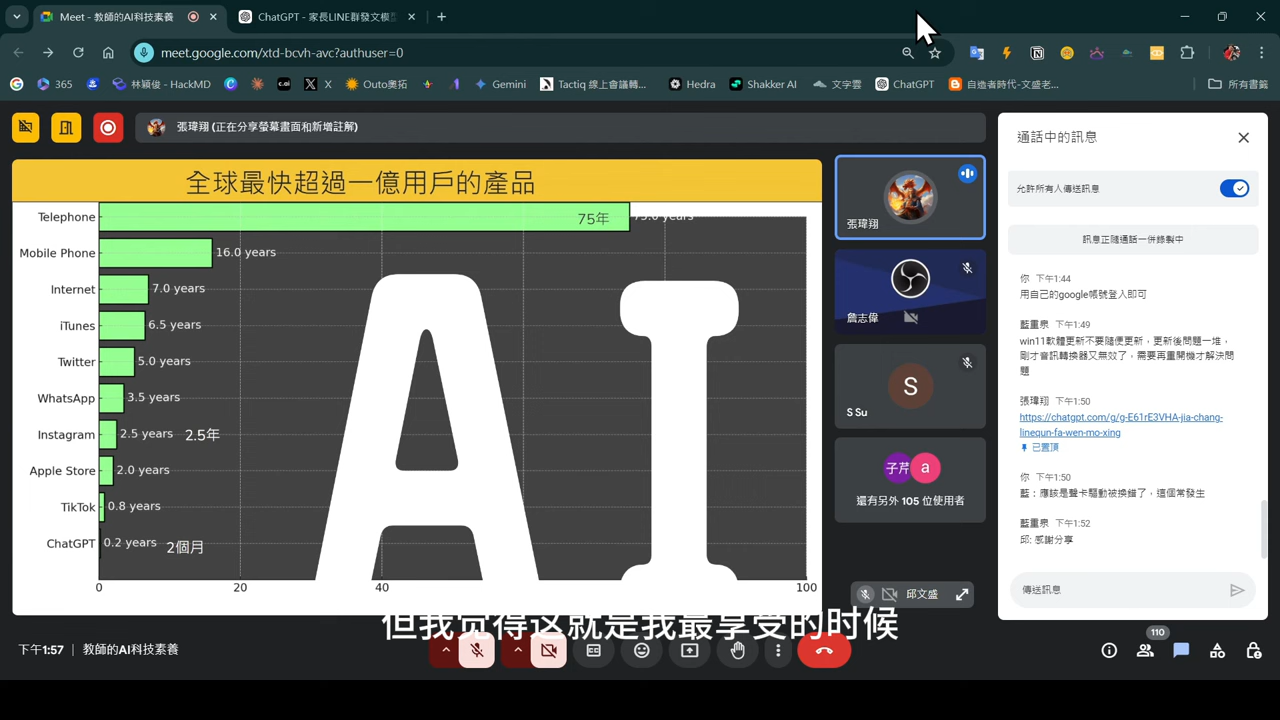 Meet - 教師的AI科技素養
ChatGPT - 家長LINE群發文模型
meet.google.com/xtd-bcvh-avc?authuser=0
365
林穎俊 - HackMD
c.ai
X
Outo奧拓
Gemini
Tactiq 線上會議轉...
Hedra
Shakker AI
文字雲
ChatGPT
自造者時代-文盛老...
所有書籤
張瑋翔 (正在分享螢幕畫面和新增註解)
全球最快超過一億用戶的產品
Telephone 75年 75.0 years
Mobile Phone 16.0 years
Internet 7.0 years
iTunes 6.5 years
Twitter 5.0 years
WhatsApp 3.5 years
Instagram 2.5 years 2.5年
Apple Store 2.0 years
TikTok 0.8 years
ChatGPT 0.2 years 2個月
0 20 40 100
AI
張瑋翔
詹志偉
S
S Su
子芹 a
還有另外 105 位使用者
邱文盛
通話中的訊息
允許所有人傳送訊息
訊息正隨通話一併錄製中
你 下午1:44
用自己的google帳號登入即可
藍重泉 下午1:49
win11軟體更新不要隨便更新，更新後問題一堆，
剛才音訊轉換器又無效了，需要再重開機才解決問
題
張瑋翔 下午1:50
https://chatgpt.com/g/g-E61rE3VHA-jia-chang-
linequn-fa-wen-mo-xing
已置頂
你 下午1:50
藍：應該是聲卡驅動被換錯了，這個常發生
藍重泉 下午1:52
邱: 感謝分享
傳送訊息
但我觉得这就是我最享受的时候
下午1:57 | 教師的AI科技素養
110